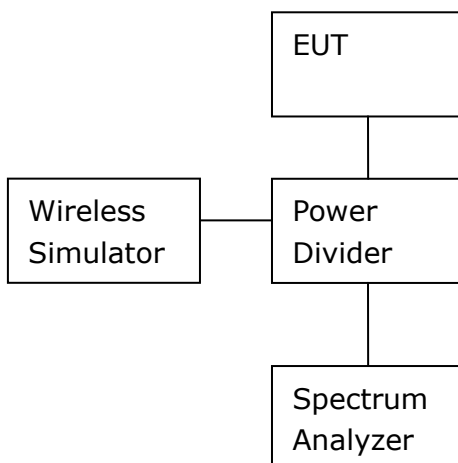 EUT
Wireless
Simulator
Power
Divider
Spectrum
Analyzer